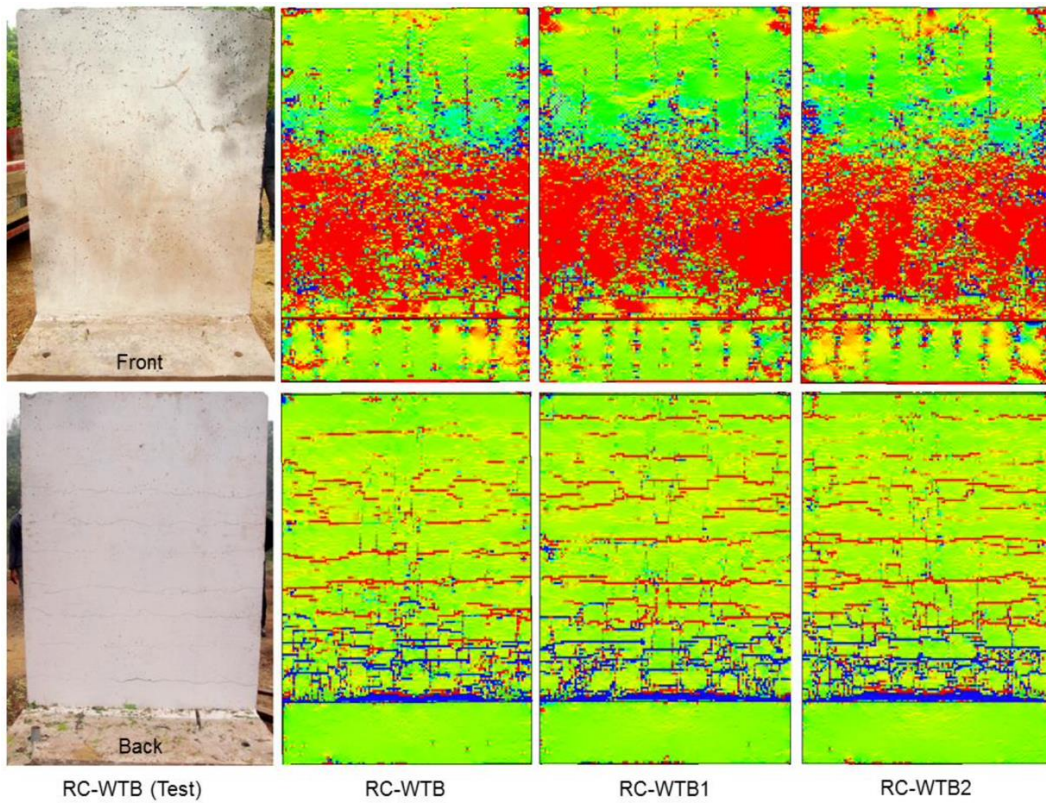 Front
Back
RC-WTB (Test)
RC-WTB
RC-WTB1
RC-WTB2